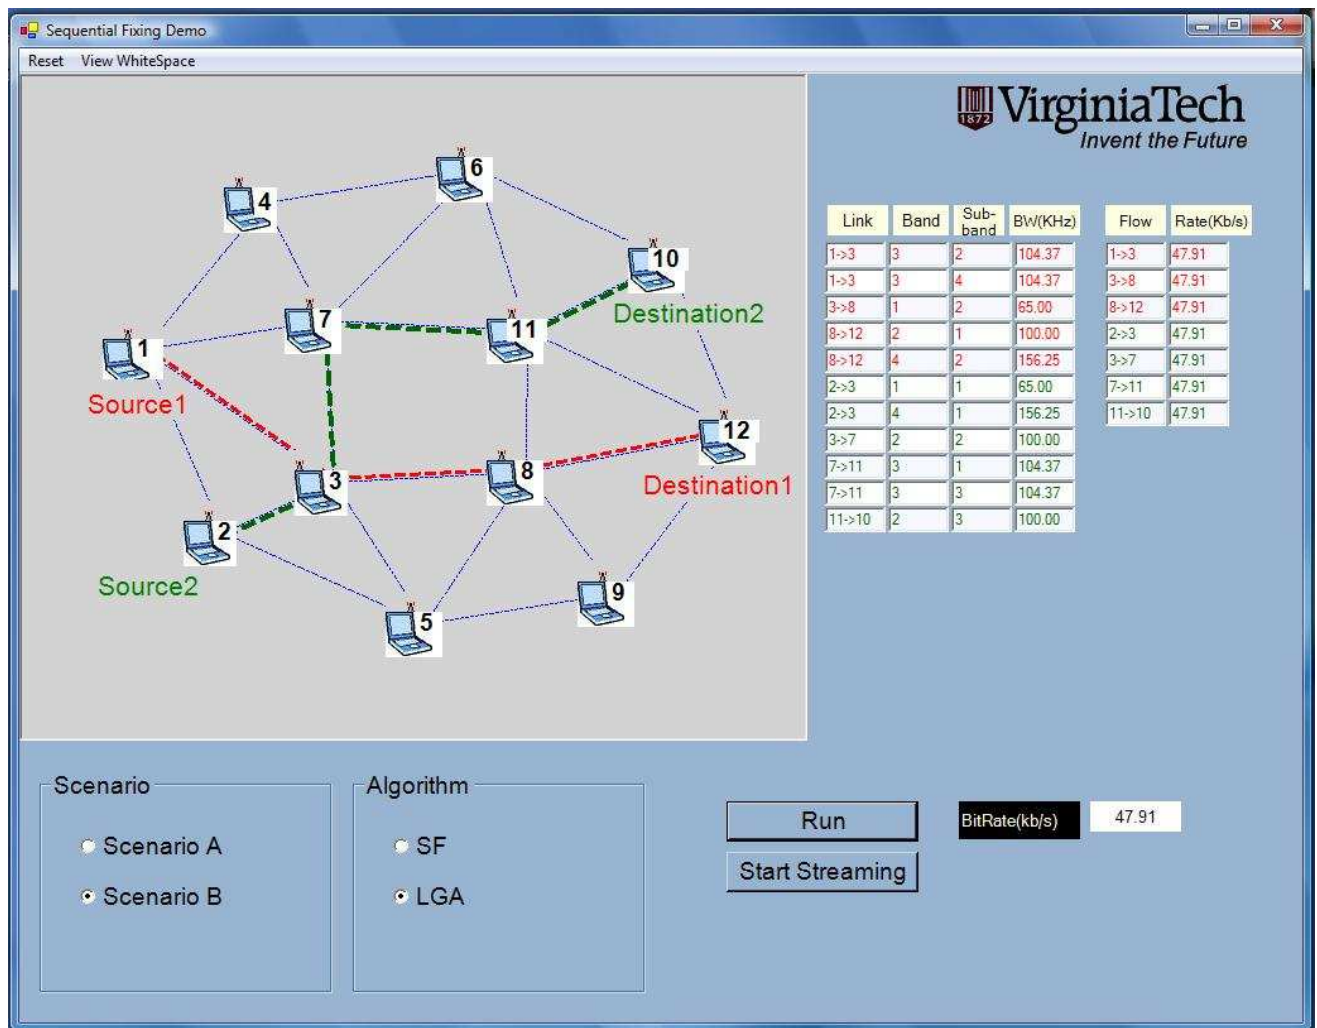 Sequential Fixing Demo
Reset View WhiteSpace
1872 VirginiaTech
Invent the Future
6
4
10
Destination2
7
11
1
Source1
12
3
8
Destination1
2
Source2
9
5
Link Band Sub-band BW(KHz)
1->3 3 2 104.37
1->3 3 4 104.37
3->8 1 2 65.00
8->12 2 1 100.00
8->12 4 2 156.25
2->3 1 1 65.00
2->3 4 1 156.25
3->7 2 2 100.00
7->11 3 1 104.37
7->11 3 3 104.37
11->10 2 3 100.00
Flow Rate(Kb/s)
1->3 47.91
3->8 47.91
8->12 47.91
2->3 47.91
3->7 47.91
7->11 47.91
11->10 47.91
Scenario
Scenario A
Scenario B
Algorithm
SF
LGA
Run
Start Streaming
BitRate(kb/s) 47.91